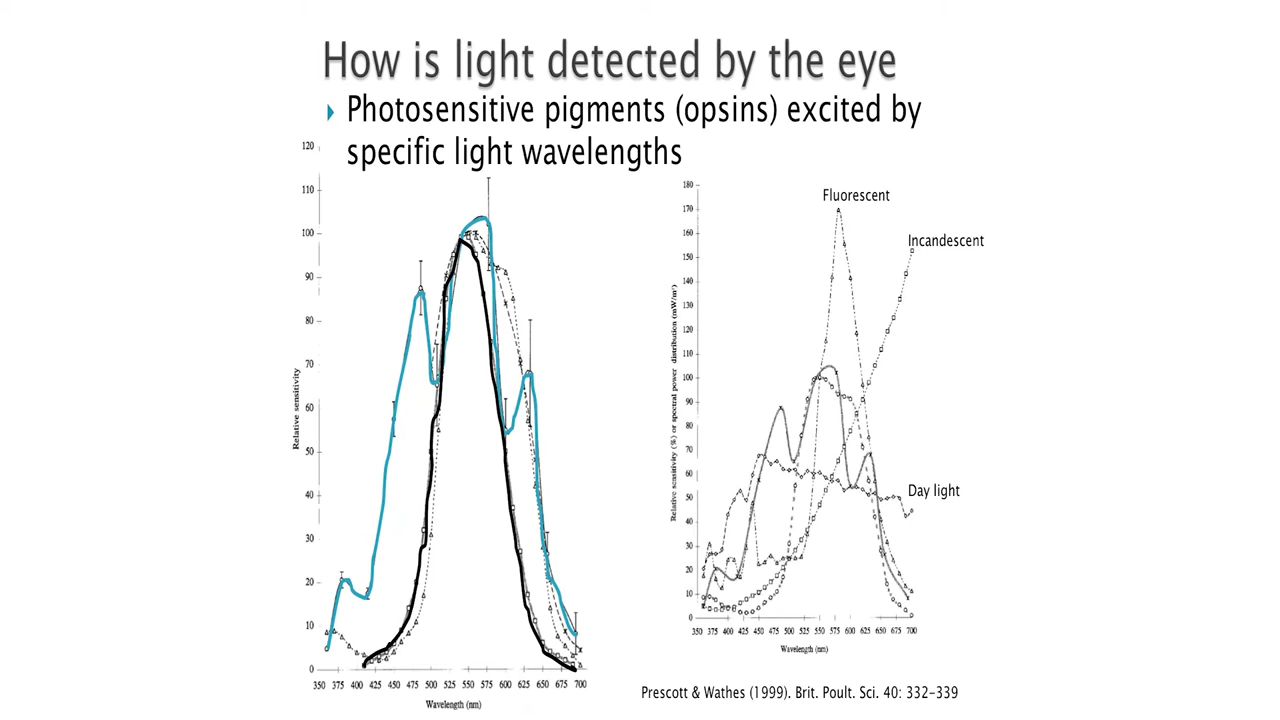 How is light detected by the eye
Photosensitive pigments (opsins) excited by
specific light wavelengths
120
110
100
90
80
70
60
50
40
30
20
10
0
Relative sensitivity
350 375 400 425 450 475 500 525 550 575 600 625 650 675 700
Wavelength (nm)
180
170
160
150
140
130
120
110
100
90
80
70
60
50
40
30
20
10
0
Relative sensitivity (%) or spectral power distribution (mW/m²)
Fluorescent
Incandescent
Day light
350 375 400 425 450 475 500 525 550 575 600 625 650 675 700
Wavelength (nm)
Prescott & Wathes (1999). Brit. Poult. Sci. 40: 332-339